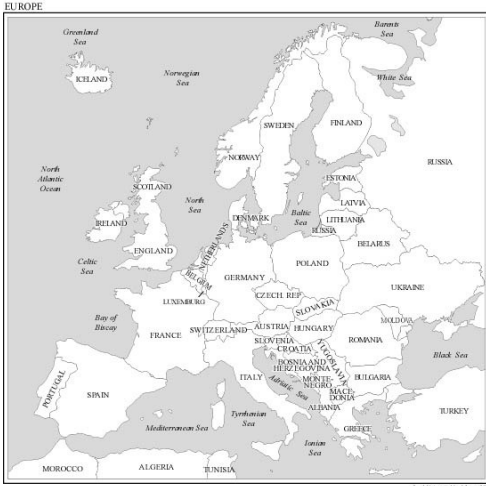 EUROPE
Greenland
Sea
Barents
Sea
ICELAND
Norwegian
Sea
White Sea
SWEDEN
FINLAND
NORWAY
RUSSIA
North
Atlantic
Ocean
ESTONIA
SCOTLAND
North
Sea
LATVIA
DENMARK
Baltic
Sea
LITHUANIA
IRELAND
RUSSIA
NETHERLANDS
BELARUS
ENGLAND
Celtic
Sea
POLAND
BELGIUM
GERMANY
UKRAINE
LUXEMBURG
CZECH. REP
SLOVAKIA
Bay of
Biscay
MOLDOVA
SWITZERLAND
AUSTRIA
HUNGARY
FRANCE
SLOVENIA
ROMANIA
CROATIA
YUGOSLAVIA
Black Sea
BOSNIA AND
HERZEGOVINA
ITALY
Adriatic Sea
MONTE-
NEGRO
BULGARIA
PORTUGAL
SPAIN
MACE-
DONIA
ALBANIA
TURKEY
Tyrrhenian
Sea
Mediterranean Sea
GREECE
Ionian
Sea
MOROCCO
ALGERIA
TUNISIA